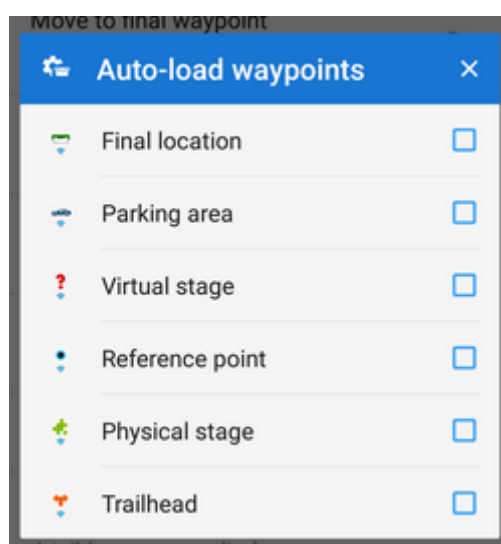 Move to final waypoint
Auto-load waypoints
Final location
Parking area
Virtual stage
Reference point
Physical stage
Trailhead